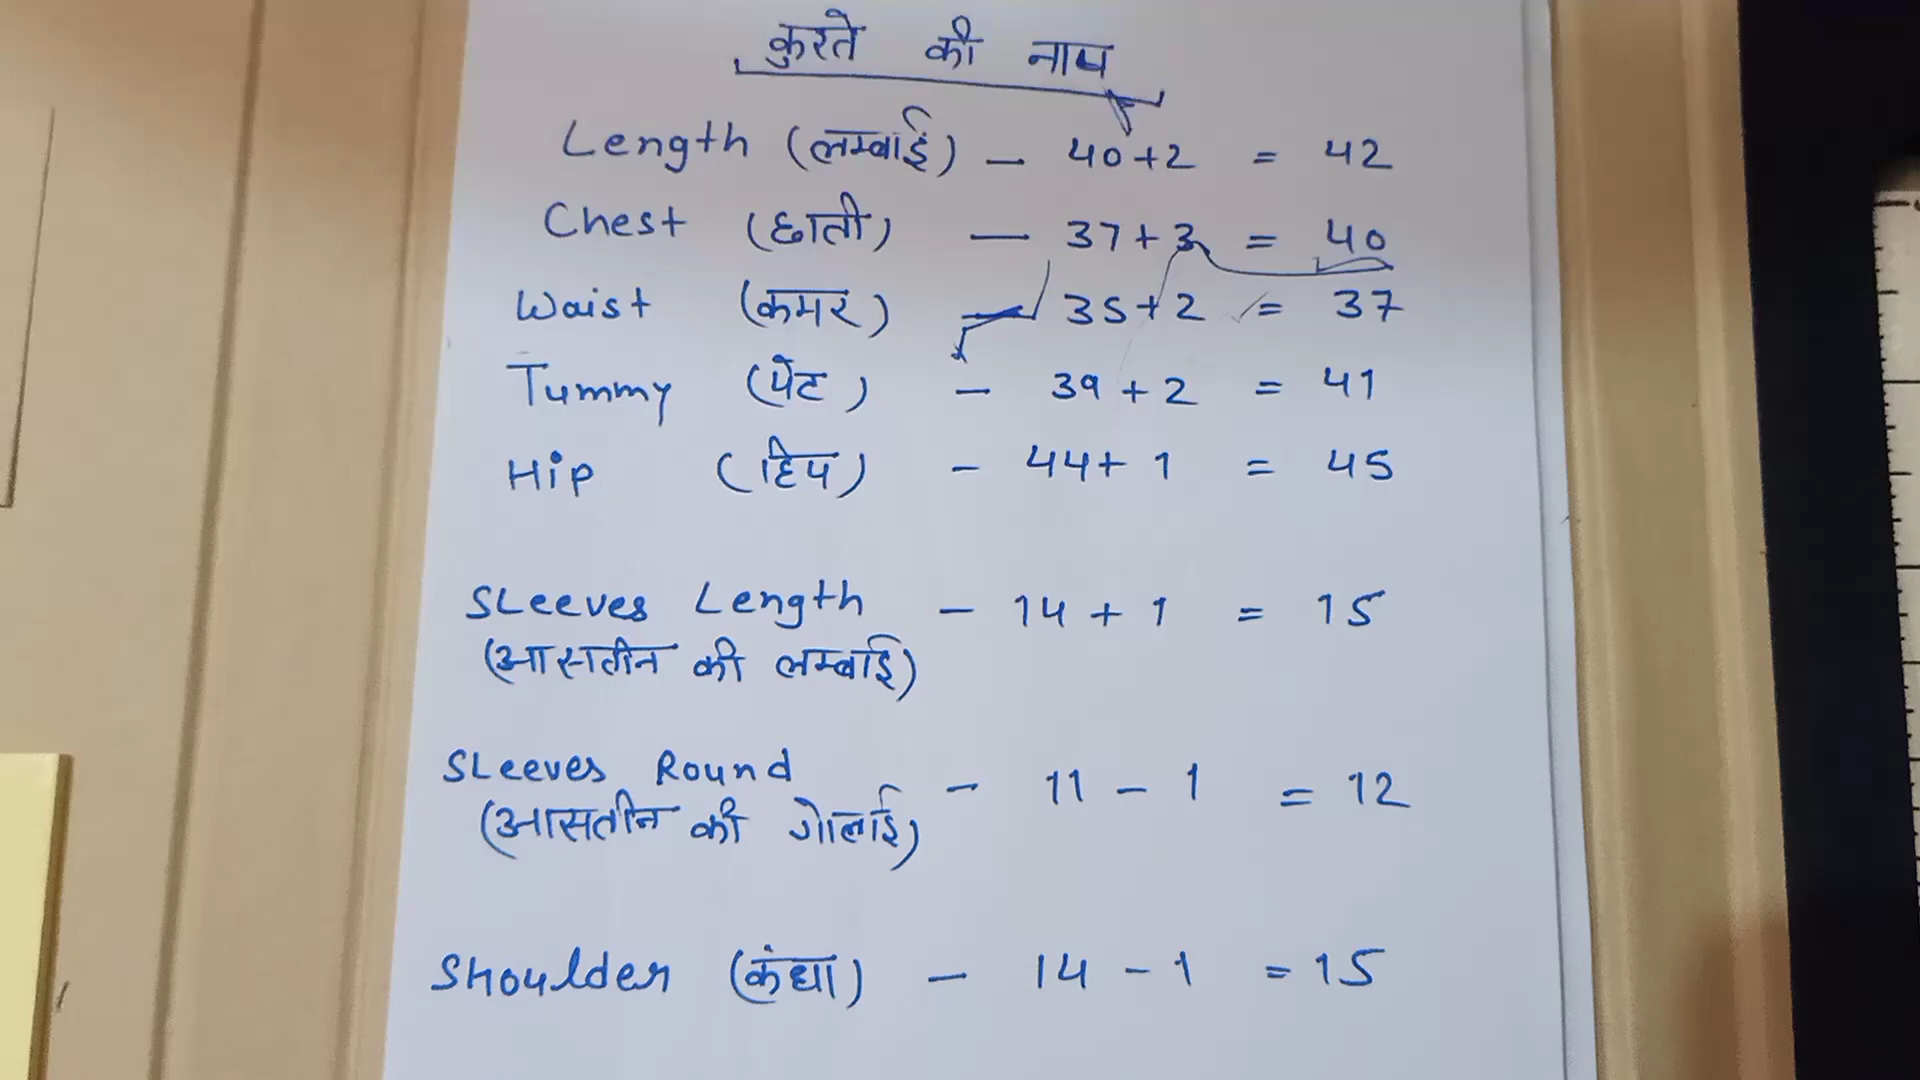 कुरते की नाप
Length (लम्बाई) – 40+2 = 42
Chest (छाती) – 37+3 = 40
Waist (कमर) – 35+2 = 37
Tummy (पेट) – 39+2 = 41
Hip (हिप) – 44+1 = 45
Sleeves Length – 14+1 = 15
(आसतीन की लम्बाई)
Sleeves Round – 11 – 1 = 12
(आसतीन की गोलाई)
Shoulder (कंधा) – 14 – 1 = 15